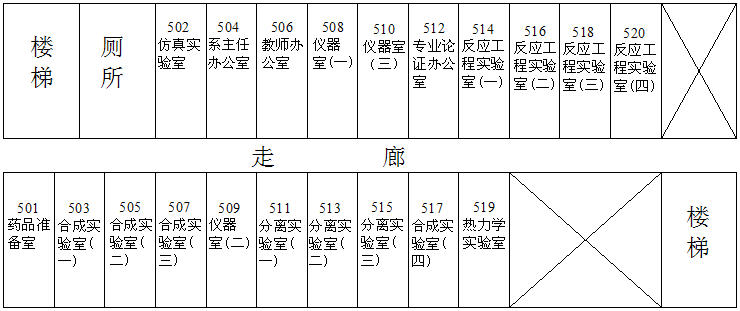 楼
梯
厕
所
502
仿真实
验室
504
系主任
办公室
506
教师办
公室
508
仪器
室(一)
510
仪器室
(三)
512
专业论
证办公
室
514
反应工
程实验
室(一)
516
反应工
程实验
室(二)
518
反应工
程实验
室(三)
520
反应工
程实验
室(四)
走 廊
501
药品准
备室
503
合成实
验室(
一)
505
合成实
验室(
二)
507
合成实
验室(
三)
509
仪器
室(二)
511
分离实
验室(
一)
513
分离实
验室(
二)
515
分离实
验室(
三)
517
合成实
验室(
四)
519
热力学
实验室
楼
梯